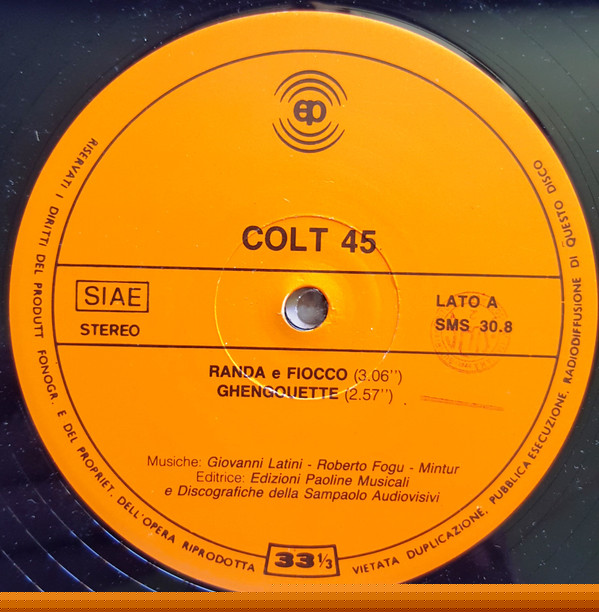 ep
COLT 45
SIAE
STEREO
LATO A
SMS 30.8
RANDA e FIOCCO (3.06")
GHENGOUETTE (2.57")
Musiche: Giovanni Latini - Roberto Fogu - Mintur
Editrice: Edizioni Paoline Musicali
e Discografiche della Sampaolo Audiovisivi
33 1/3
RISERVATI I DIRITTI DEL PRODUTT FONOGR. E DEL PROPRIET. DELL'OPERA RIPRODOTTA
VIETATA DUPLICAZIONE, PUBBLICA ESECUZIONE, RADIODIFFUSIONE DI QUESTO DISCO